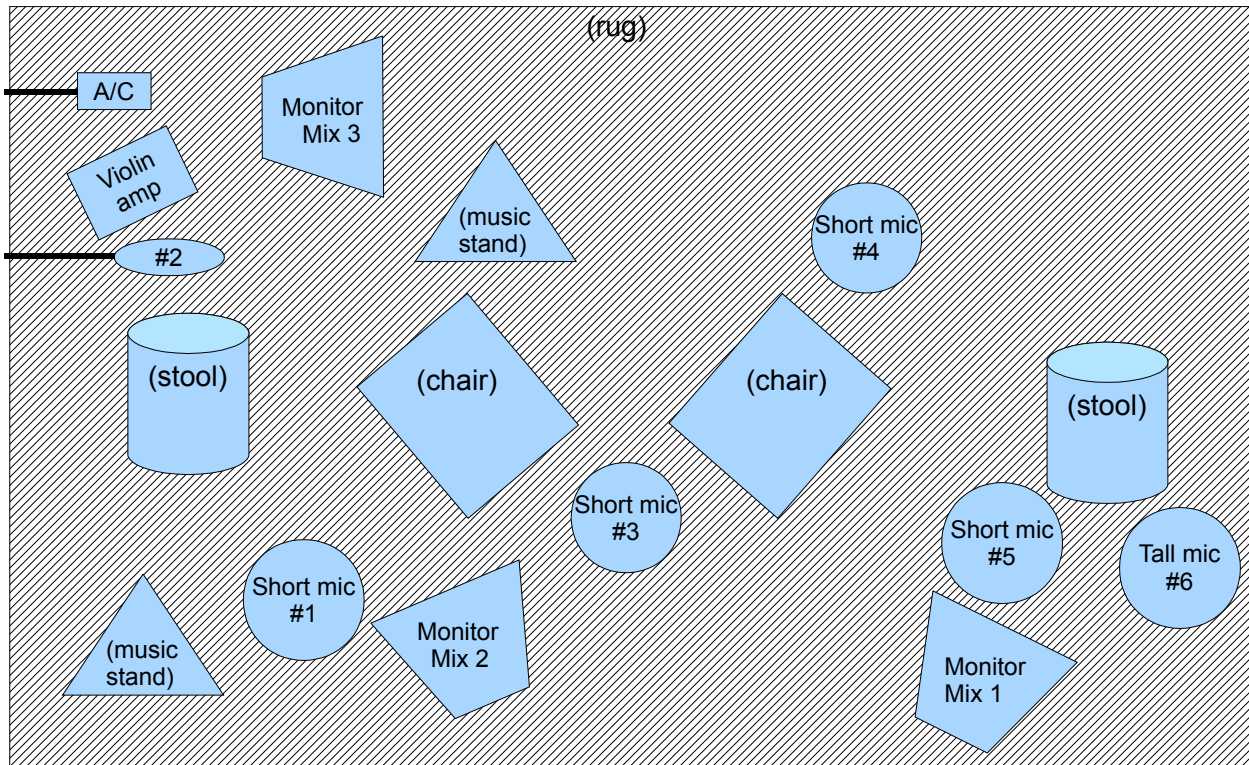 (rug)
A/C
Monitor
Mix 3
Violin
amp
(music
stand)
Short mic
#4
#2
(stool)
(chair)
(chair)
(stool)
Short mic
#3
Short mic
#5
Tall mic
#6
Short mic
#1
Monitor
Mix 2
(music
stand)
Monitor
Mix 1